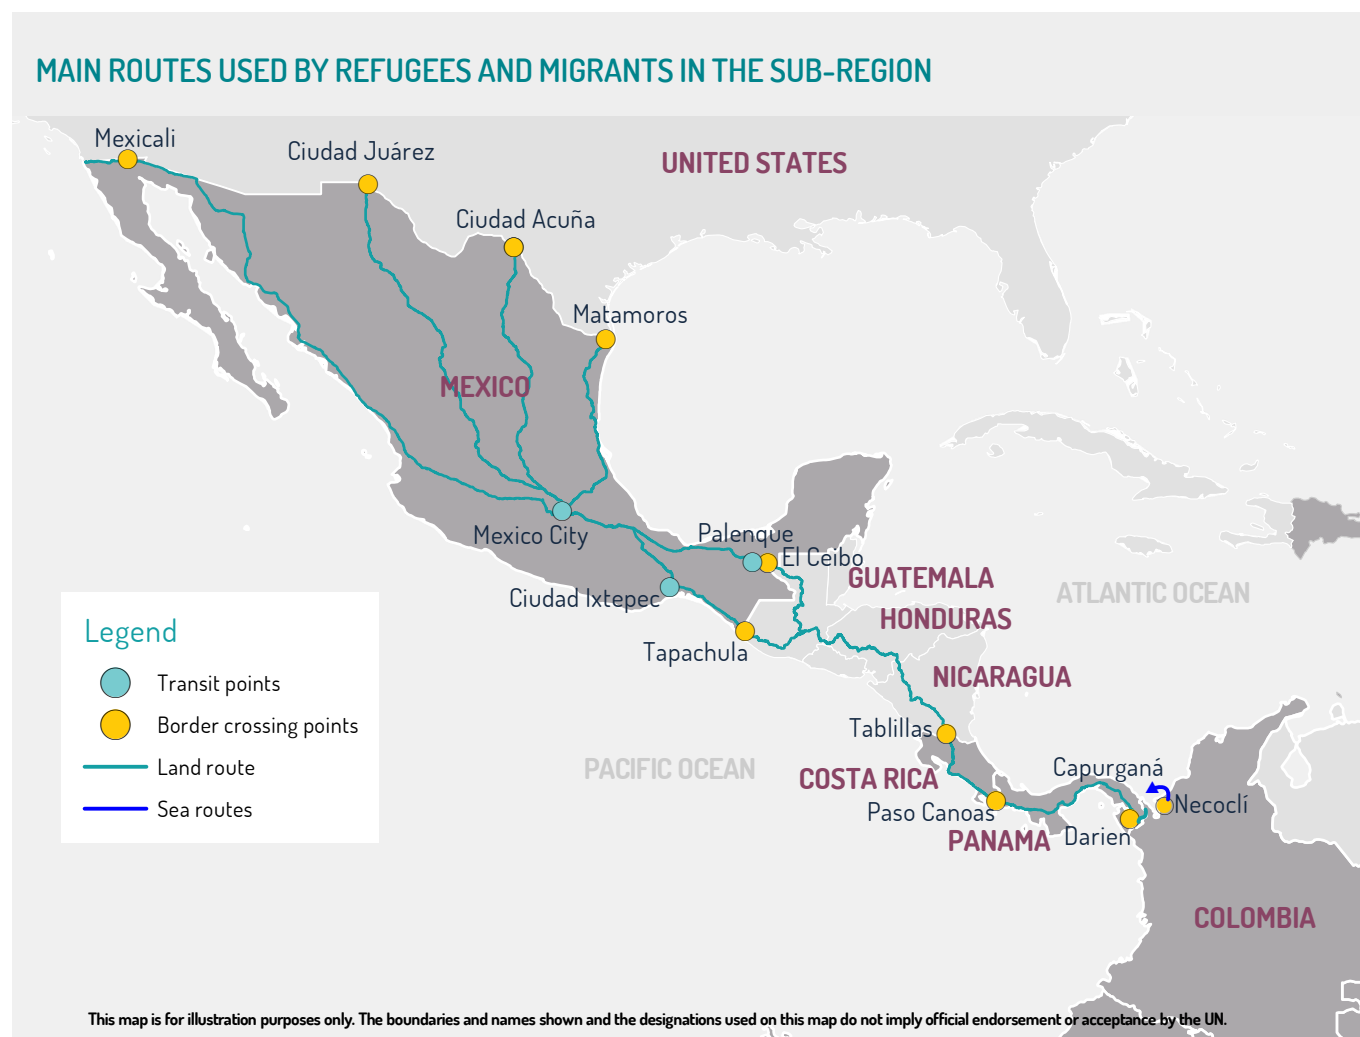 MAIN ROUTES USED BY REFUGEES AND MIGRANTS IN THE SUB-REGION
Mexicali
Ciudad Juárez
UNITED STATES
Ciudad Acuña
Matamoros
MEXICO
Mexico City
Palenque
El Ceibo
GUATEMALA
ATLANTIC OCEAN
Ciudad Ixtepec
HONDURAS
Tapachula
NICARAGUA
Legend
Transit points
Border crossing points
Land route
Sea routes
Tablillas
PACIFIC OCEAN
COSTA RICA
Capurganá
Paso Canoas
Necoclí
PANAMA
Darien
COLOMBIA
This map is for illustration purposes only. The boundaries and names shown and the designations used on this map do not imply official endorsement or acceptance by the UN.